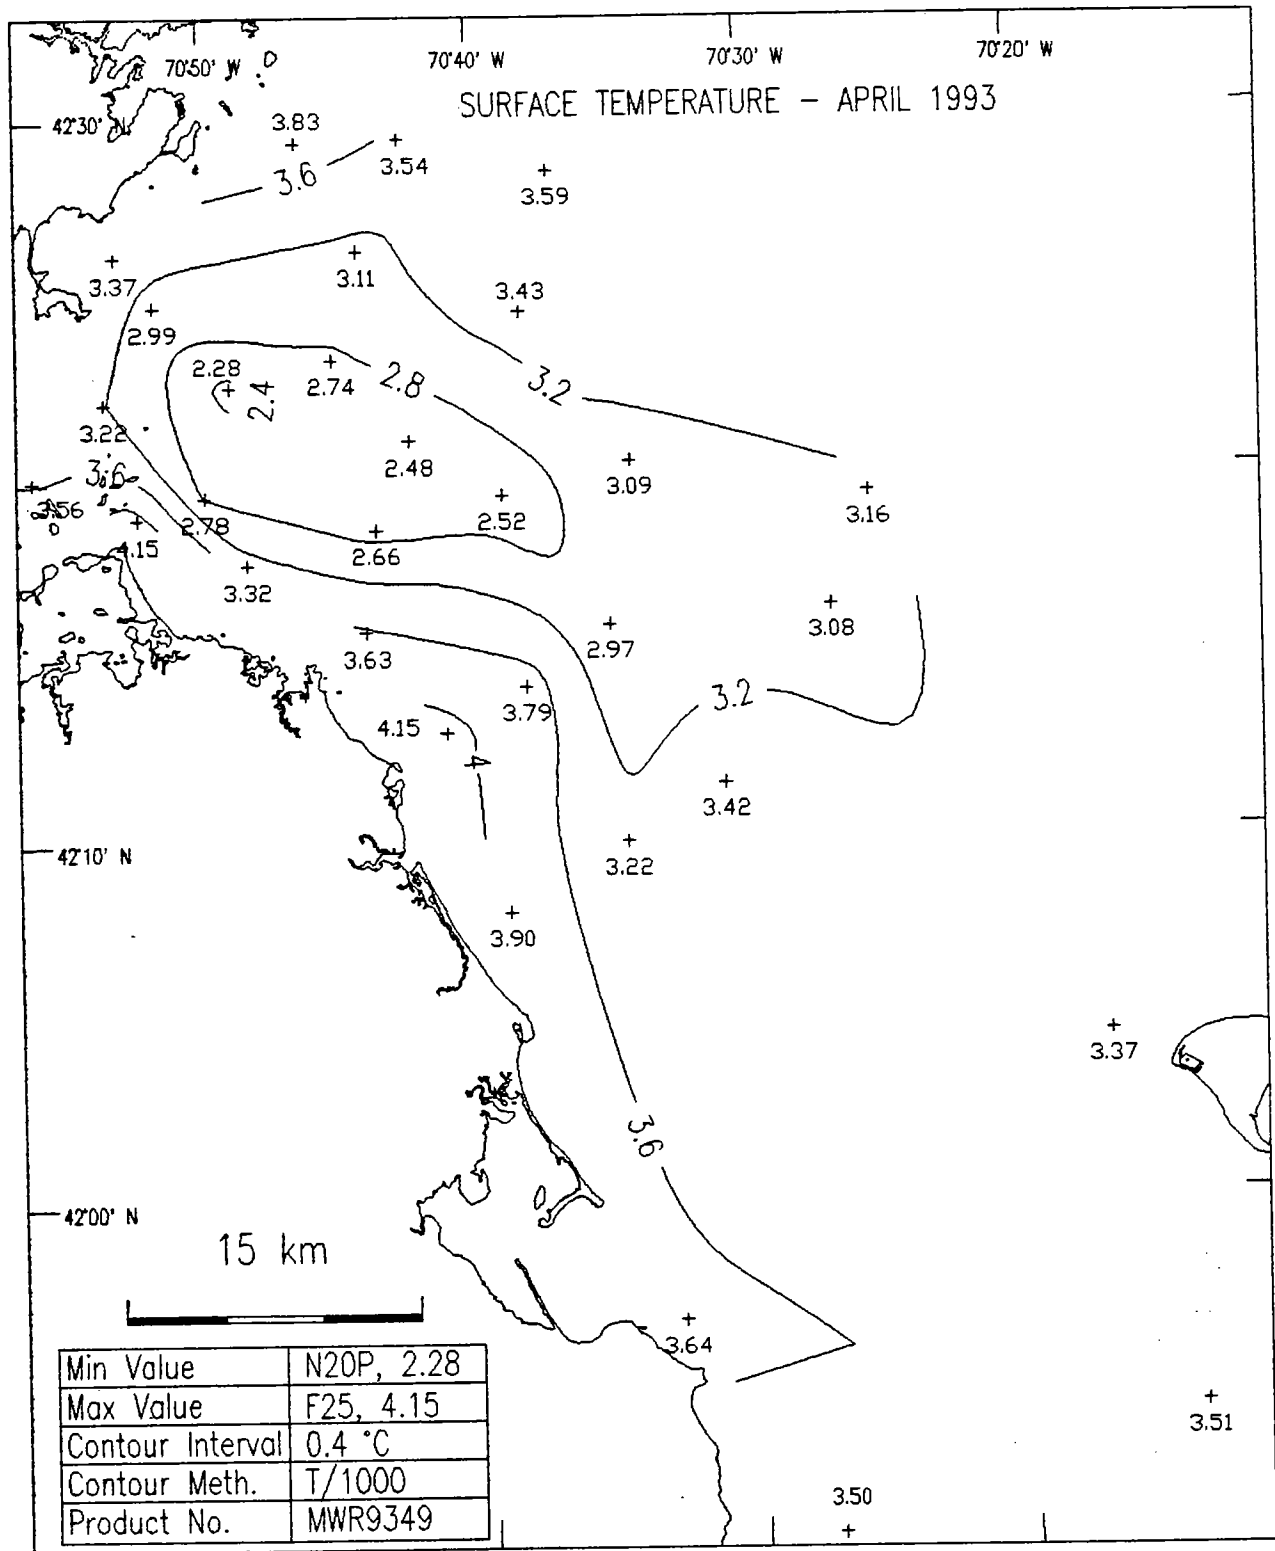 70°50' W
70°40' W
70°30' W
70°20' W
SURFACE TEMPERATURE - APRIL 1993
42°30' N
3.83
3.54
3.6
3.59
3.37
3.11
2.99
3.43
2.28
2.74
2.8
2.4
3.2
3.22
2.48
3.6
3.09
3.56
2.78
2.52
3.16
4.15
2.66
3.32
3.08
2.97
3.63
3.79
3.2
4.15
4
3.42
42°10' N
3.22
3.90
3.37
3.6
42°00' N
15 km
3.64
Min Value N20P, 2.28
Max Value F25, 4.15
Contour Interval 0.4 °C
Contour Meth. T/1000
Product No. MWR9349
3.51
3.50